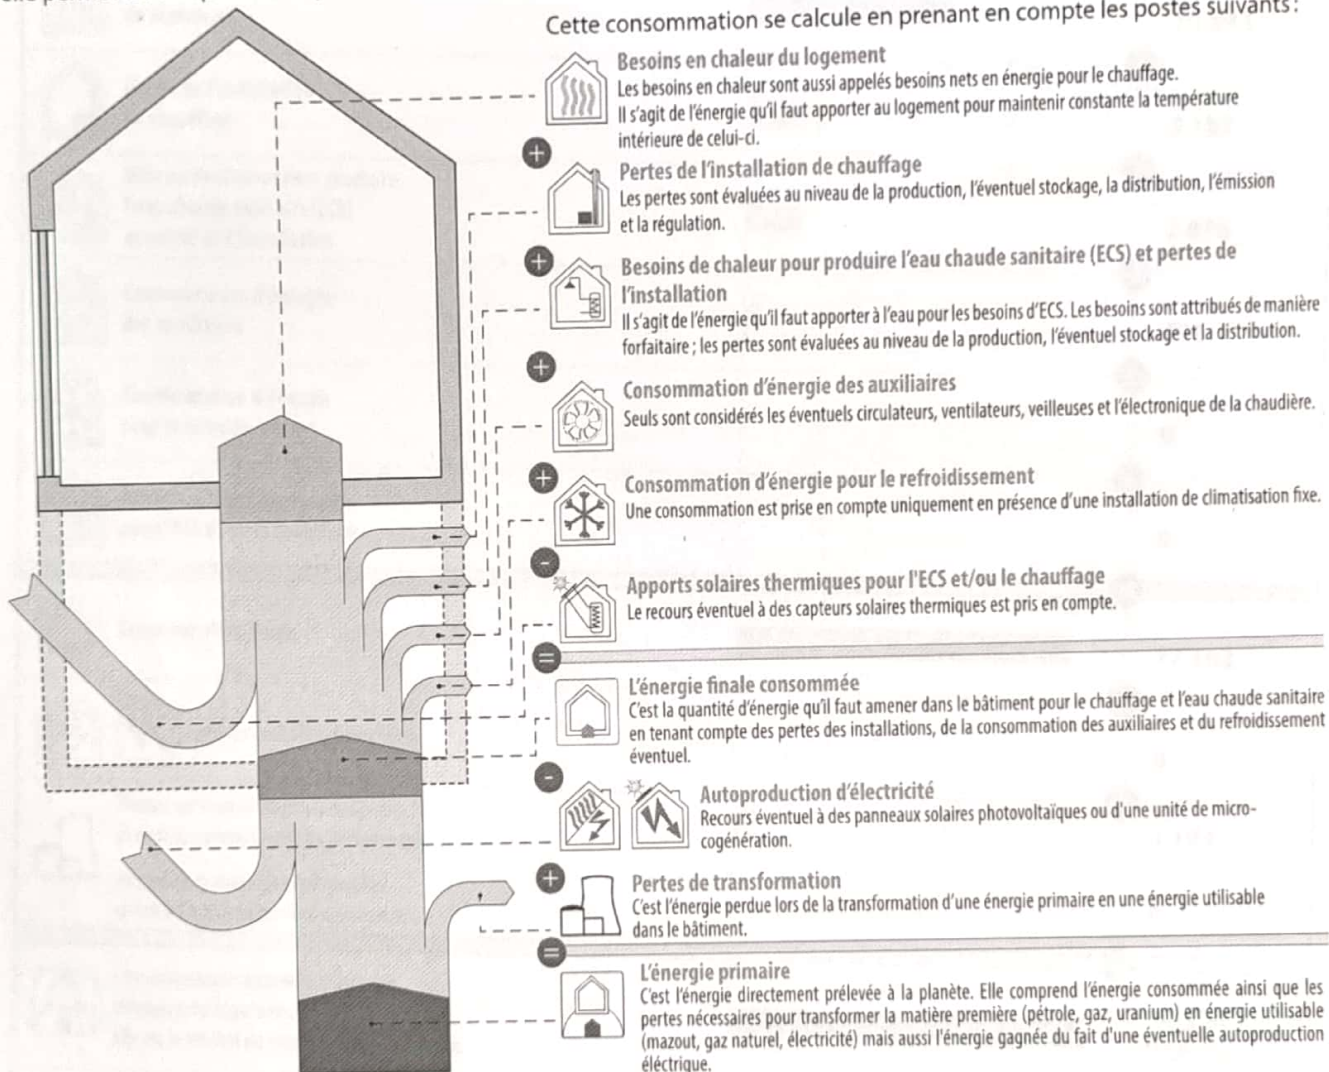 Cette consommation se calcule en prenant en compte les postes suivants :
Besoins en chaleur du logement
Les besoins en chaleur sont aussi appelés besoins nets en énergie pour le chauffage.
Il s'agit de l'énergie qu'il faut apporter au logement pour maintenir constante la température
intérieure de celui-ci.
+
Pertes de l'installation de chauffage
Les pertes sont évaluées au niveau de la production, l'éventuel stockage, la distribution, l'émission
et la régulation.
+
Besoins de chaleur pour produire l'eau chaude sanitaire (ECS) et pertes de
l'installation
Il s'agit de l'énergie qu'il faut apporter à l'eau pour les besoins d'ECS. Les besoins sont attribués de manière
forfaitaire ; les pertes sont évaluées au niveau de la production, l'éventuel stockage et la distribution.
+
Consommation d'énergie des auxiliaires
Seuls sont considérés les éventuels circulateurs, ventilateurs, veilleuses et l'électronique de la chaudière.
+
Consommation d'énergie pour le refroidissement
Une consommation est prise en compte uniquement en présence d'une installation de climatisation fixe.
-
Apports solaires thermiques pour l'ECS et/ou le chauffage
Le recours éventuel à des capteurs solaires thermiques est pris en compte.
=
L'énergie finale consommée
C'est la quantité d'énergie qu'il faut amener dans le bâtiment pour le chauffage et l'eau chaude sanitaire
en tenant compte des pertes des installations, de la consommation des auxiliaires et du refroidissement
éventuel.
-
Autoproduction d'électricité
Recours éventuel à des panneaux solaires photovoltaïques ou d'une unité de micro-
cogénération.
+
Pertes de transformation
C'est l'énergie perdue lors de la transformation d'une énergie primaire en une énergie utilisable
dans le bâtiment.
=
L'énergie primaire
C'est l'énergie directement prélevée à la planète. Elle comprend l'énergie consommée ainsi que les
pertes nécessaires pour transformer la matière première (pétrole, gaz, uranium) en énergie utilisable
(mazout, gaz naturel, électricité) mais aussi l'énergie gagnée du fait d'une éventuelle autoproduction
éléctrique.